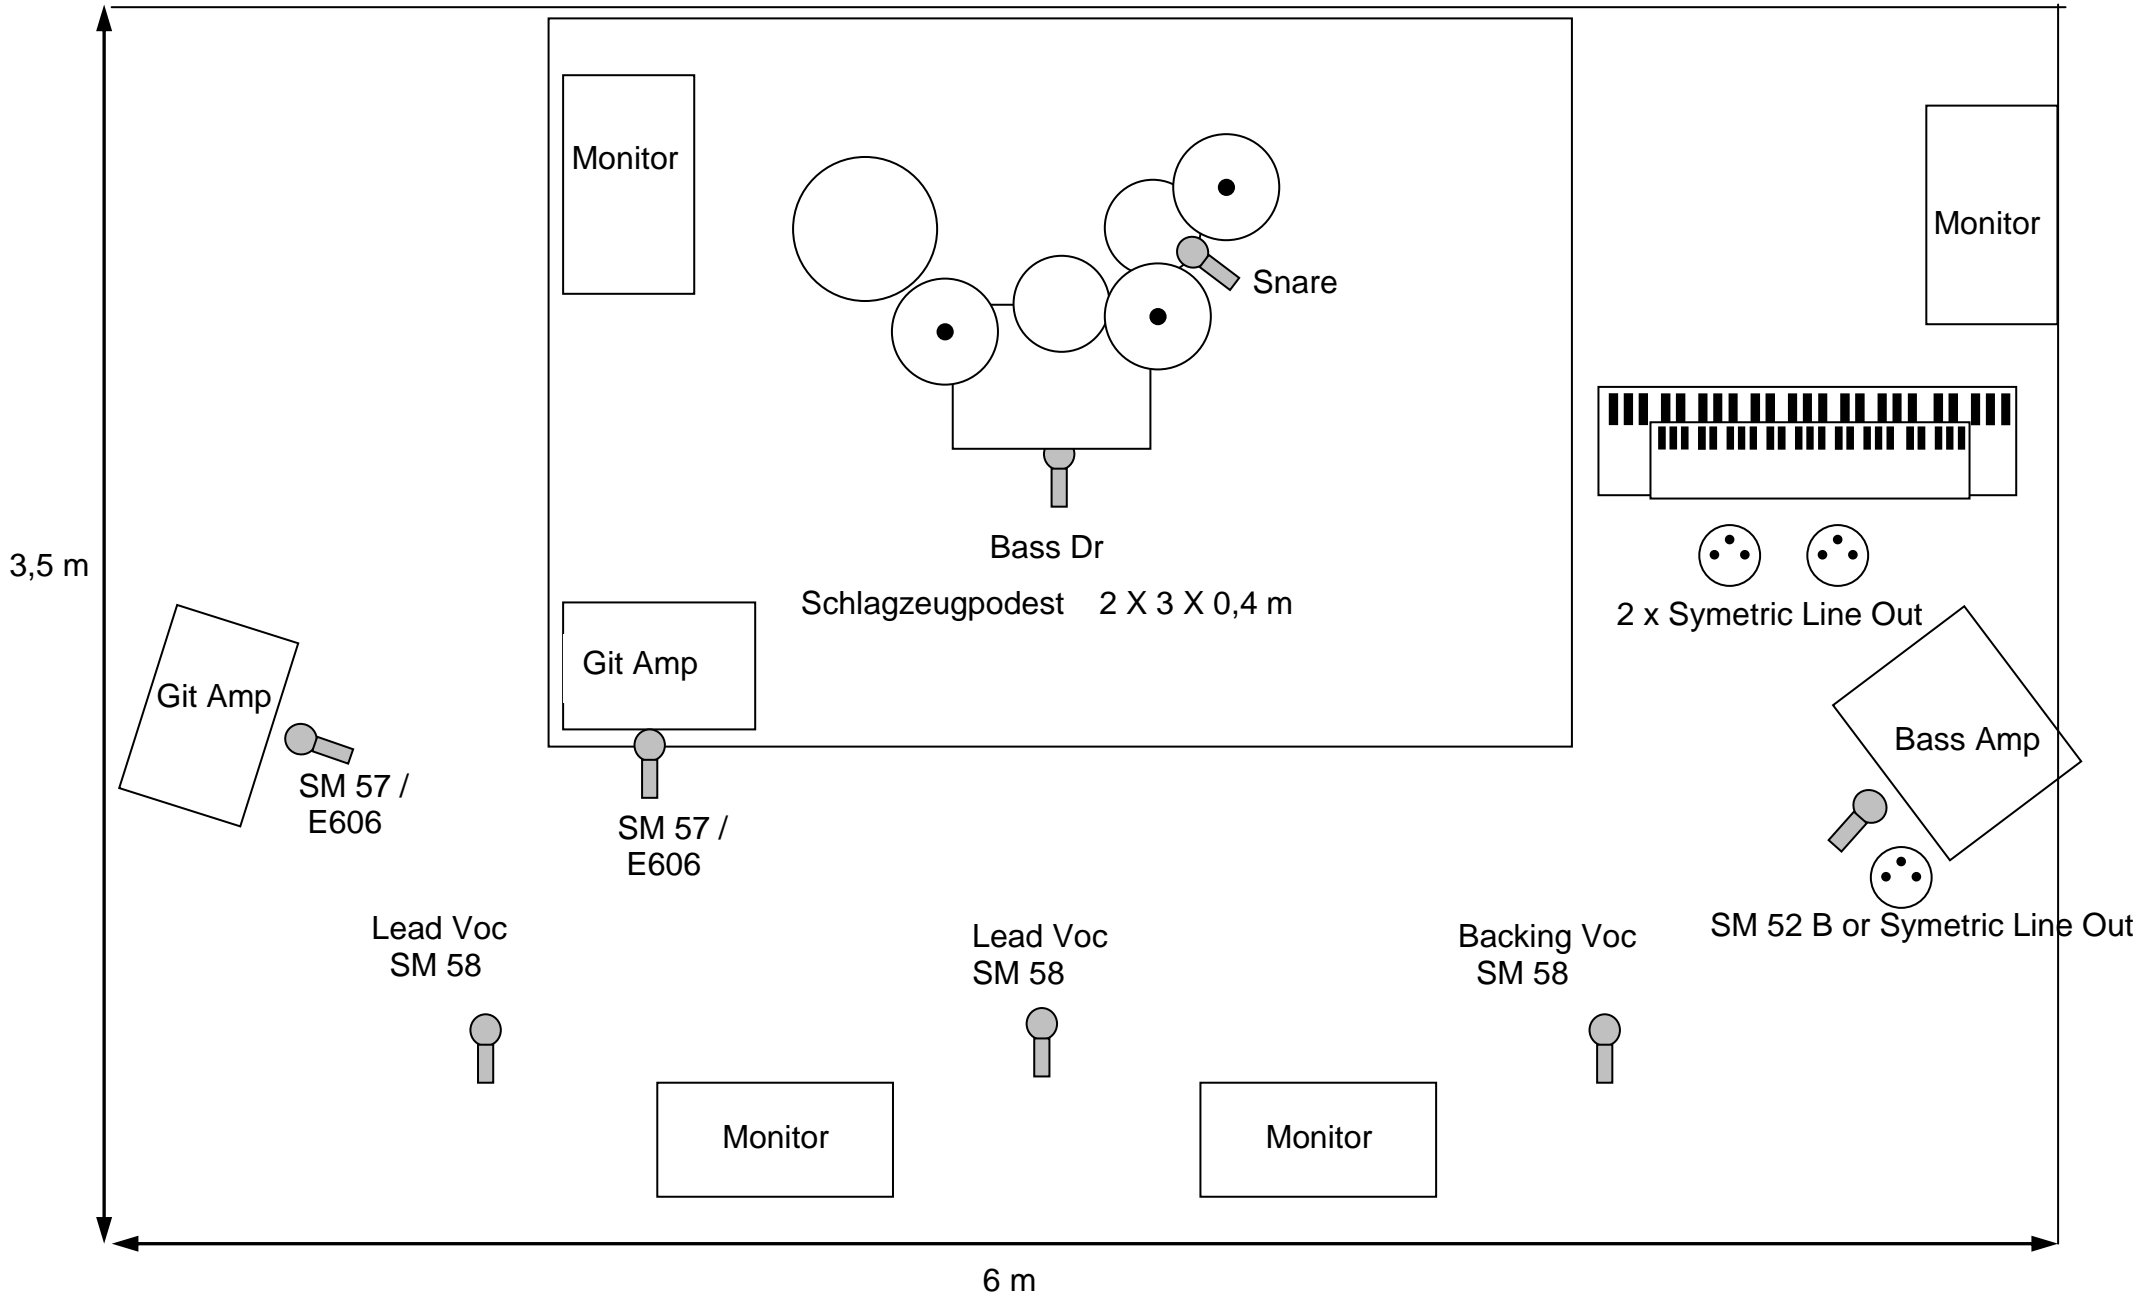 Monitor
Monitor
Snare
Bass Dr
3,5 m
Schlagzeugpodest 2 X 3 X 0,4 m
2 x Symetric Line Out
Git Amp
Git Amp
Bass Amp
SM 57 /
E606
SM 57 /
E606
Lead Voc
SM 58
Lead Voc
SM 58
Backing Voc
SM 58
SM 52 B or Symetric Line Out
Monitor
Monitor
6 m